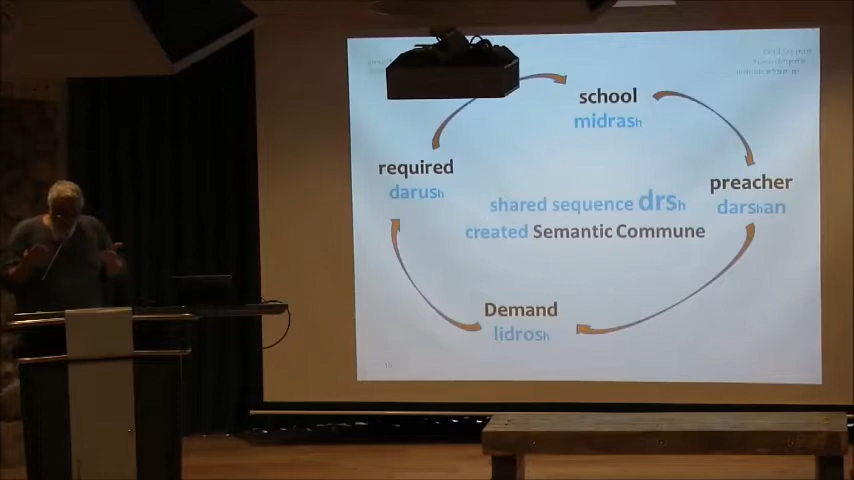 school
midrash
required
darush
preacher
darshan
shared sequence drsh
created Semantic Commune
Demand
lidrosh